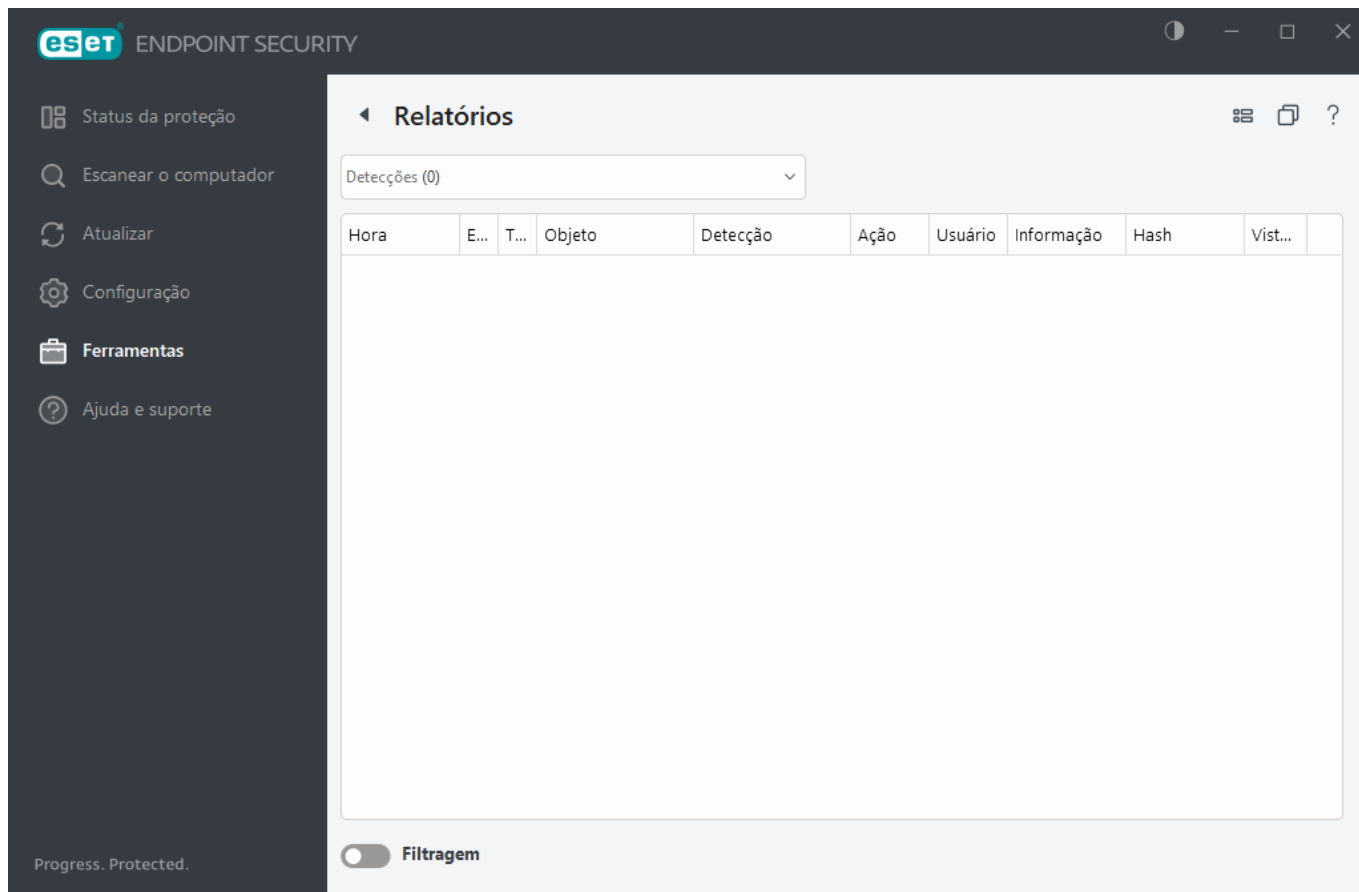 eset ENDPOINT SECURITY
Status da proteção
Escanear o computador
Atualizar
Configuração
Ferramentas
Ajuda e suporte
Progress. Protected.
Relatórios
?
Detecções (0)
Hora E... T... Objeto Detecção Ação Usuário Informação Hash Vist...
Filtragem